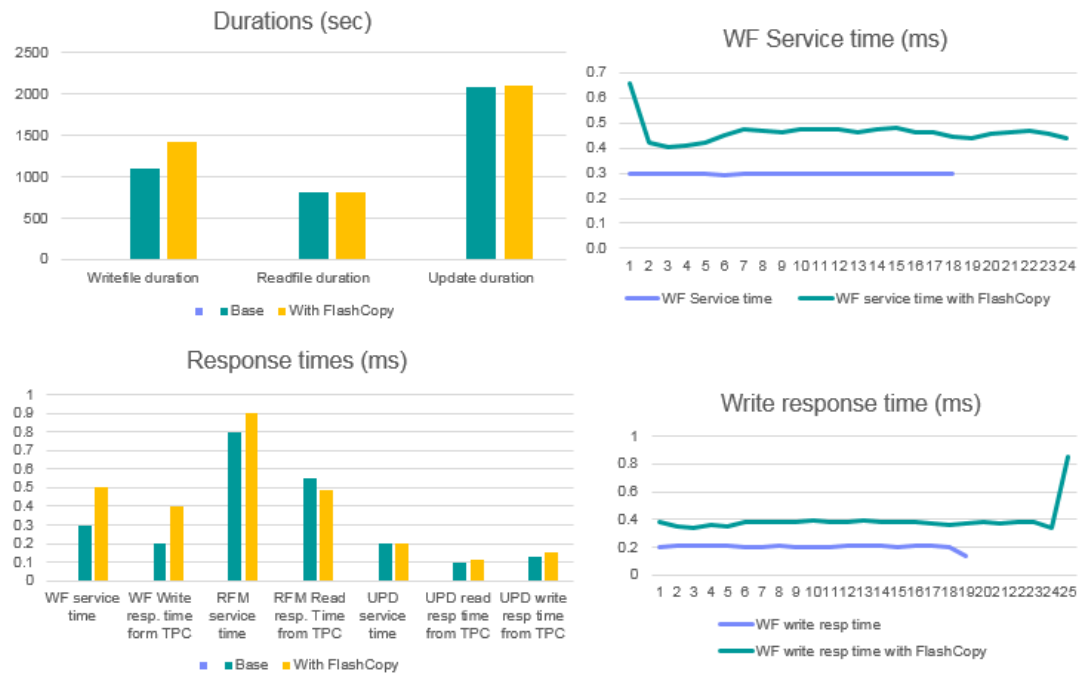 Durations (sec)
2500
2000
1500
1000
500
0
Writefile duration
Readfile duration
Update duration
Base
With FlashCopy
WF Service time (ms)
0.7
0.6
0.5
0.4
0.3
0.2
0.1
0.0
1 2 3 4 5 6 7 8 9 10 11 12 13 14 15 16 17 18 19 20 21 22 23 24
WF Service time
WF service time with FlashCopy
Response times (ms)
1
0.9
0.8
0.7
0.6
0.5
0.4
0.3
0.2
0.1
0
WF service
time
WF Write
resp. time
form TPC
RFM
service
time
RFM Read
resp. Time
from TPC
UPD
service
time
UPD read
resp time
from TPC
UPD write
resp time
from TPC
Base
With FlashCopy
Write response time (ms)
1
0.8
0.6
0.4
0.2
0
1 2 3 4 5 6 7 8 9 10 11 12 13 14 15 16 17 18 19 20 21 22 23 24 25
WF write resp time
WF write resp time with FlashCopy